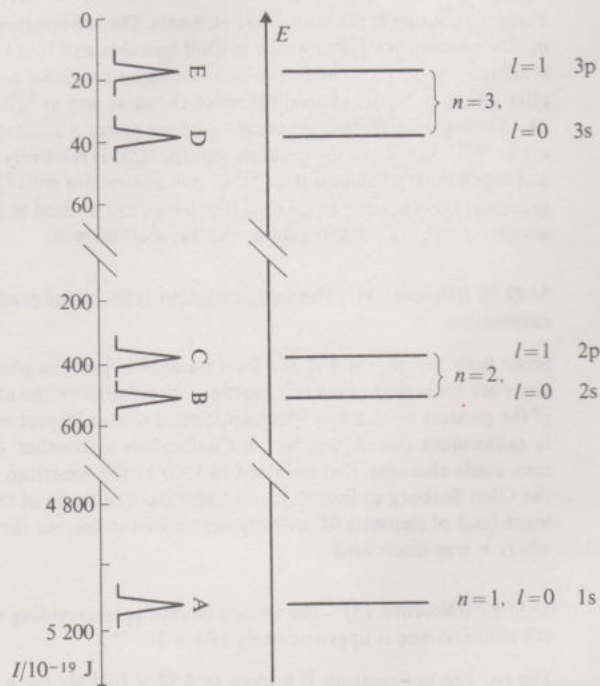 0
E
E
l=1 3p
20
n=3,
D
40
l=0 3s
60
200
C
l=1 2p
400
n=2,
B
l=0 2s
600
4 800
A
n=1, l=0 1s
5 200
I/10⁻¹⁹ J